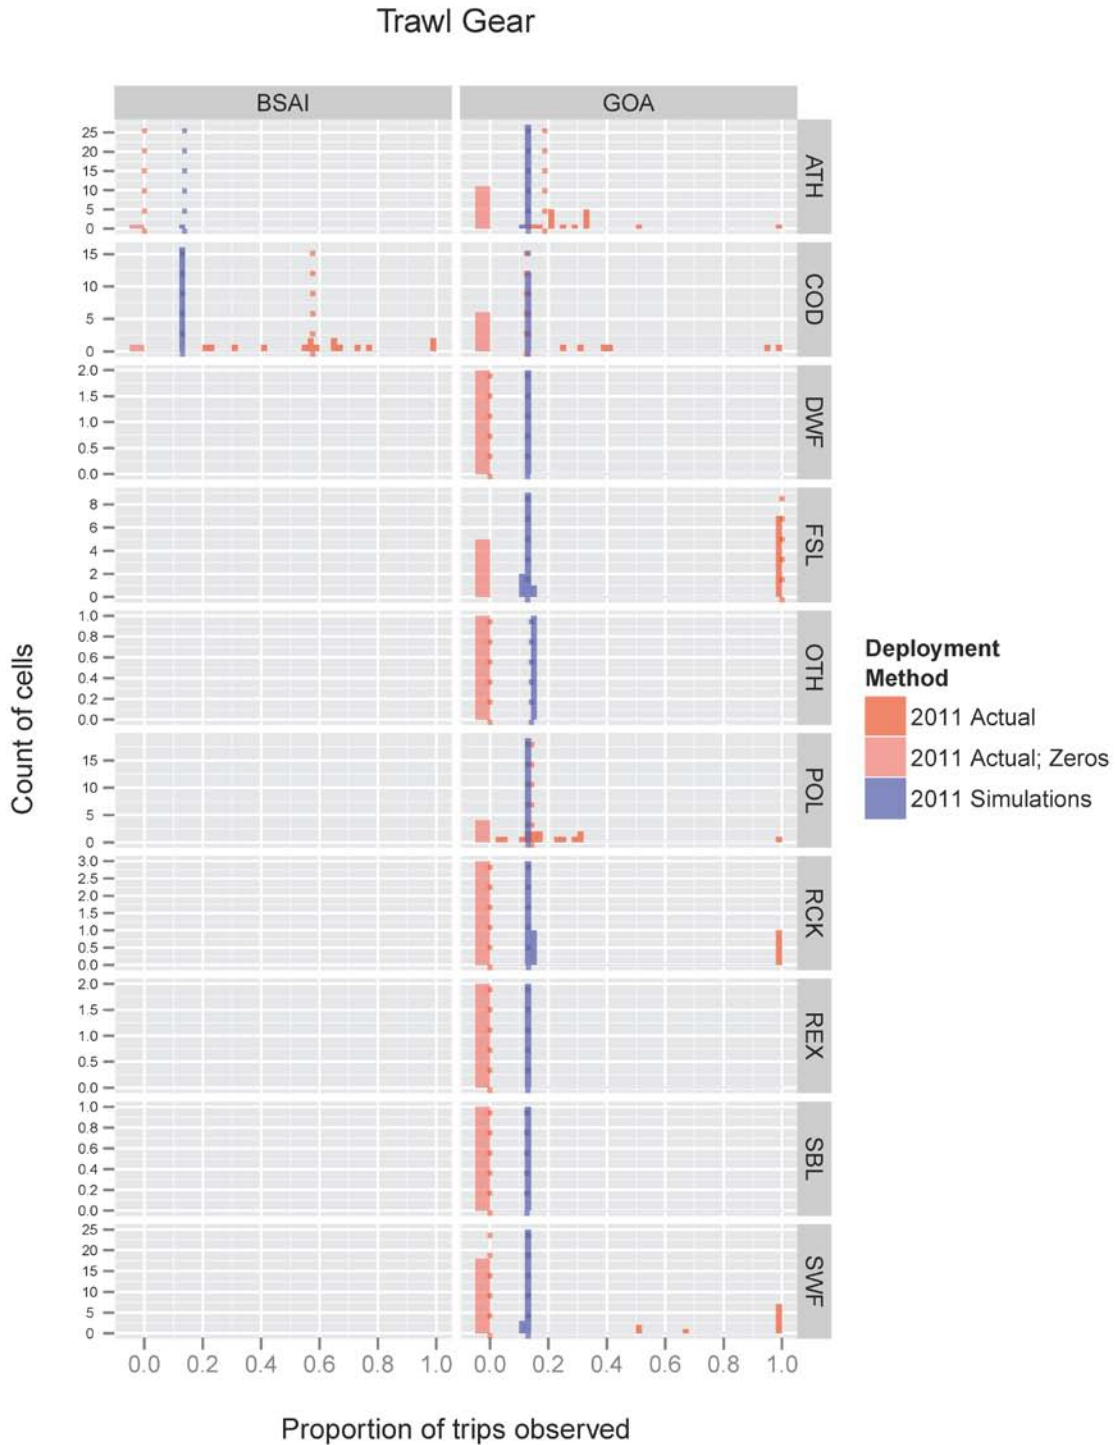 Trawl Gear
BSAI GOA
25
20
15
10
5
0
ATH
15
10
5
0
COD
2.0
1.5
1.0
0.5
0.0
DWF
8
6
4
2
0
FSL
1.0
0.8
0.6
0.4
0.2
0.0
OTH
15
10
5
0
POL
3.0
2.5
2.0
1.5
1.0
0.5
0.0
RCK
2.0
1.5
1.0
0.5
0.0
REX
1.0
0.8
0.6
0.4
0.2
0.0
SBL
25
20
15
10
5
0
SWF
0.0 0.2 0.4 0.6 0.8 1.0 0.0 0.2 0.4 0.6 0.8 1.0
Count of cells
Proportion of trips observed
Deployment
Method
2011 Actual
2011 Actual; Zeros
2011 Simulations